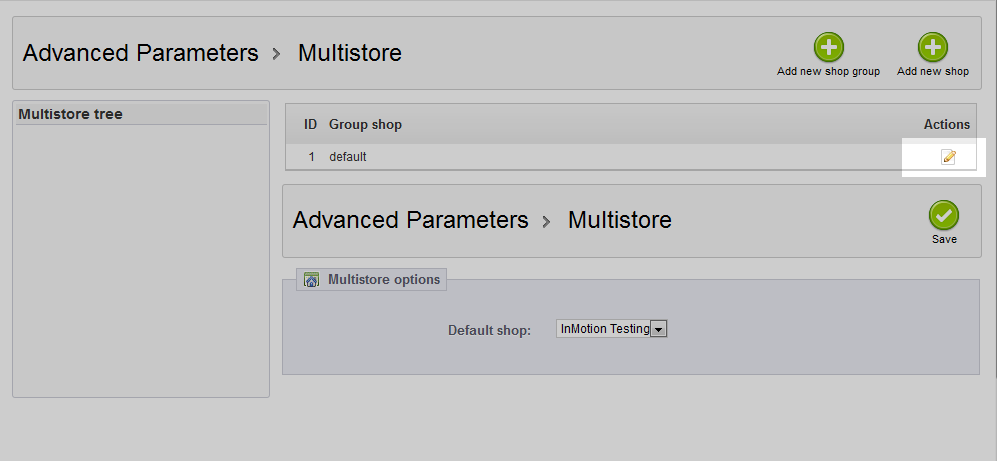 Advanced Parameters > Multistore
Add new shop group
Add new shop
Multistore tree
ID Group shop Actions
1 default
Advanced Parameters > Multistore
Save
Multistore options
Default shop: InMotion Testing